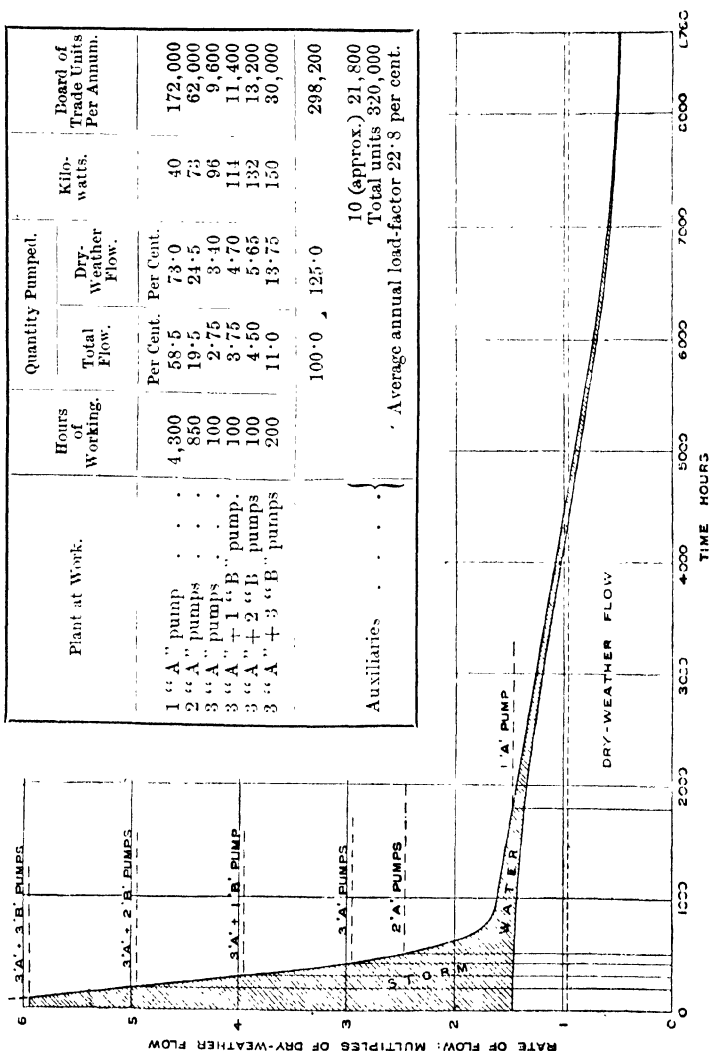 Plant at Work. Hours of Working. Quantity Pumped. Kilo-watts. Board of Trade Units Per Annum.
Total Flow. Dry-Weather Flow.
Per Cent. Per Cent.
1 “A” pump . . . 4,300 58·5 73·0 40 172,000
2 “A” pumps . . . 850 19·5 24·5 73 62,000
3 “A” pumps . . . 100 2·75 3·40 96 9,600
3 “A” + 1 “B” pump. 100 3·75 4·70 114 11,400
3 “A” + 2 “B” pumps 100 4·50 5·65 132 13,200
3 “A” + 3 “B” pumps 200 11·0 13·75 150 30,000
100·0 125·0 298,200
Auxiliaries . . . . 10 (approx.) 21,800
Total units 320,000
Average annual load-factor 22·8 per cent.
RATE OF FLOW: MULTIPLES OF DRY-WEATHER FLOW
6
5
4
3
2
1
0
3'A' + 3'B' PUMPS
3'A' + 2'B' PUMPS
3'A' + 1'B' PUMP
3'A' PUMPS
2'A' PUMPS
1'A' PUMP
STORM WATER
DRY-WEATHER FLOW
0 1000 2000 3000 4000 5000 6000 7000 8000
TIME HOURS